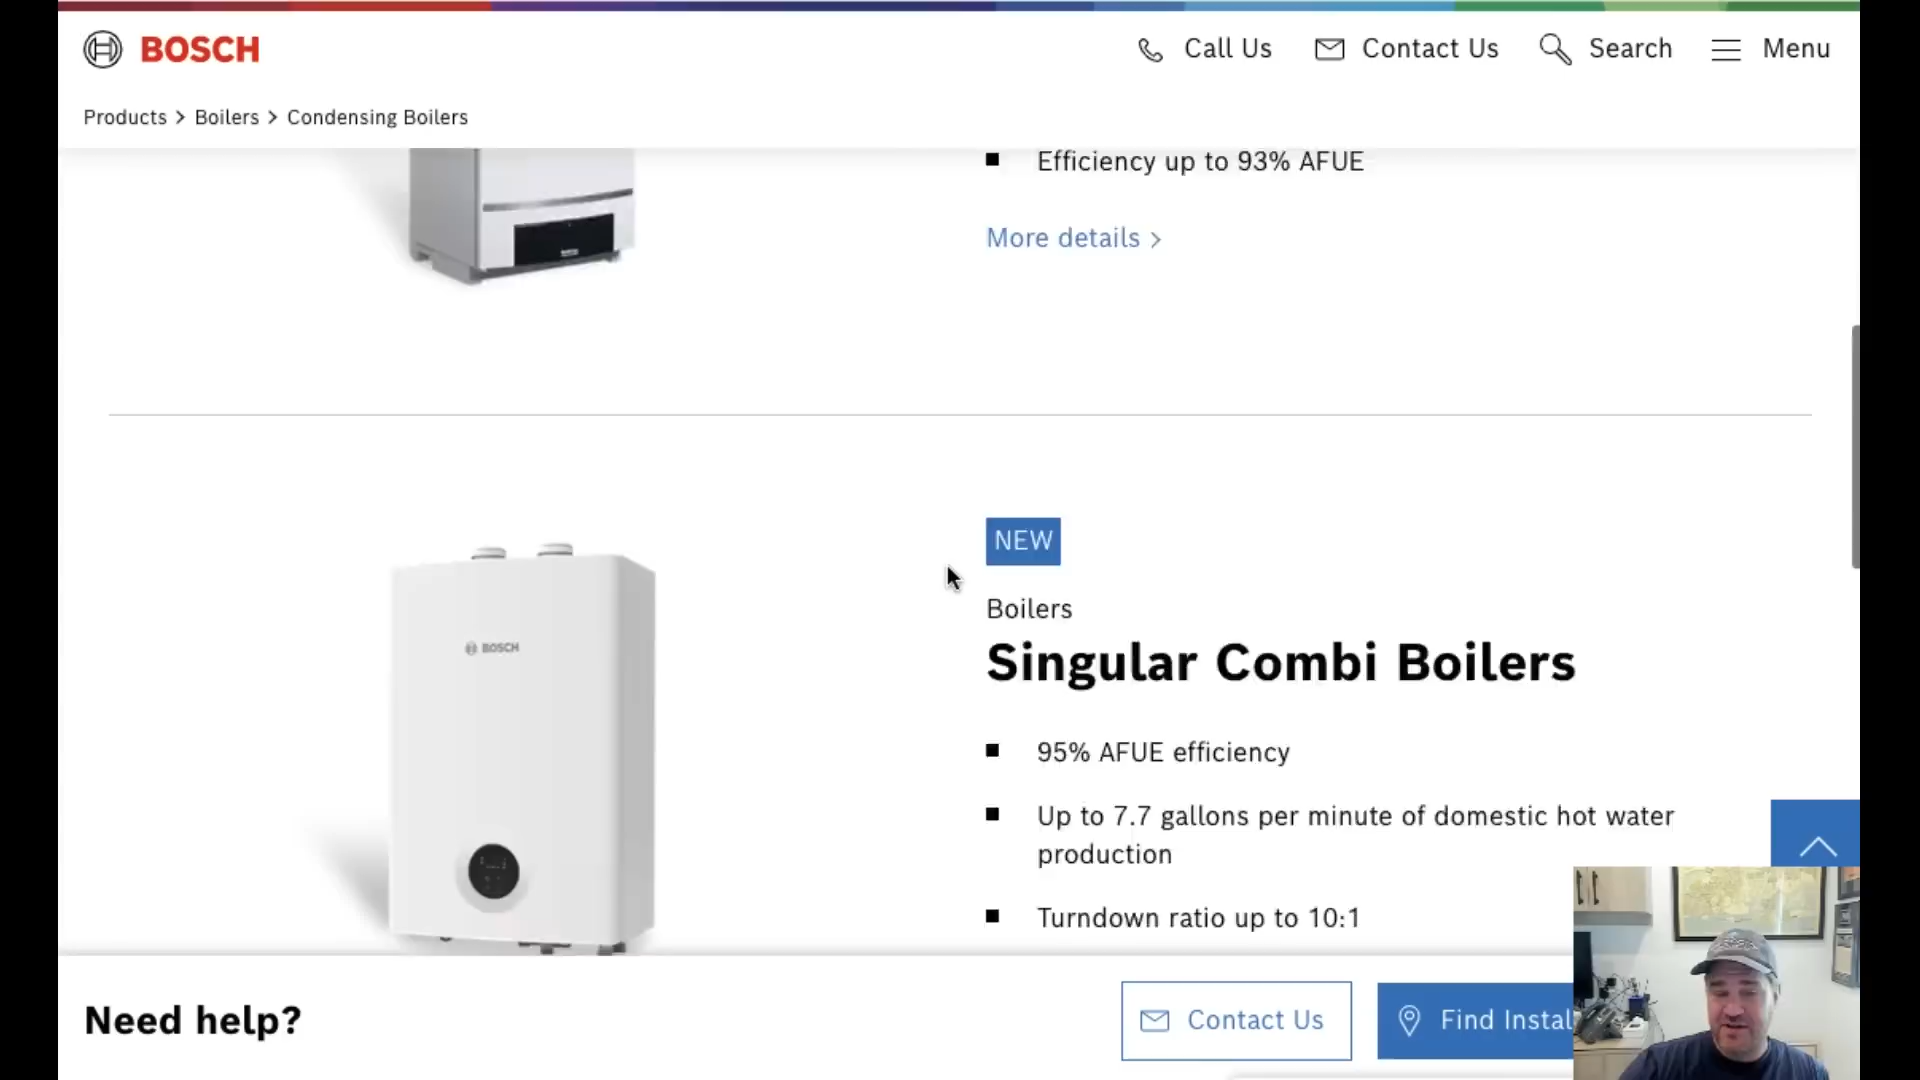 BOSCH
Call Us
Contact Us
Search
Menu
Products > Boilers > Condensing Boilers
Efficiency up to 93% AFUE
More details >
NEW
Boilers
Singular Combi Boilers
BOSCH
95% AFUE efficiency
Up to 7.7 gallons per minute of domestic hot water
production
Turndown ratio up to 10:1
Need help?
Contact Us
Find Instal